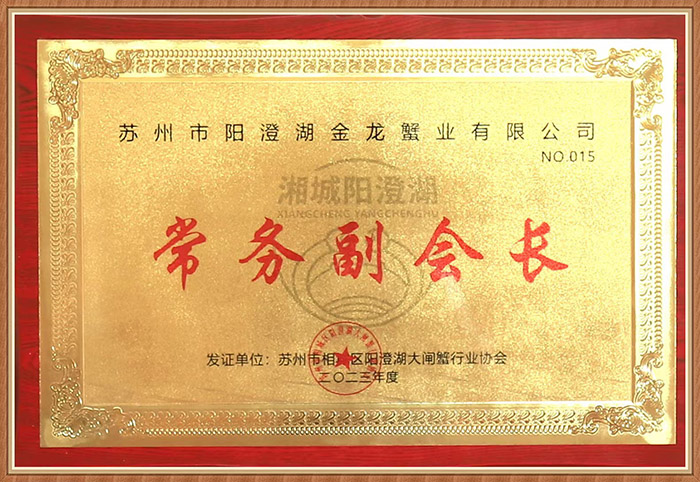 苏州市阳澄湖金龙蟹业有限公司
NO.015
湘城阳澄湖
XIANGCHENG YANGCHENGHU
常务副会长
发证单位：苏州市相城区阳澄湖大闸蟹行业协会
二〇二三年度